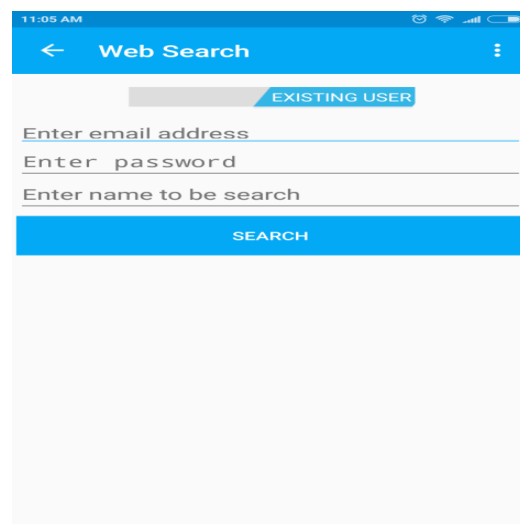 11:05 AM
Web Search
EXISTING USER
Enter email address
Enter password
Enter name to be search
SEARCH